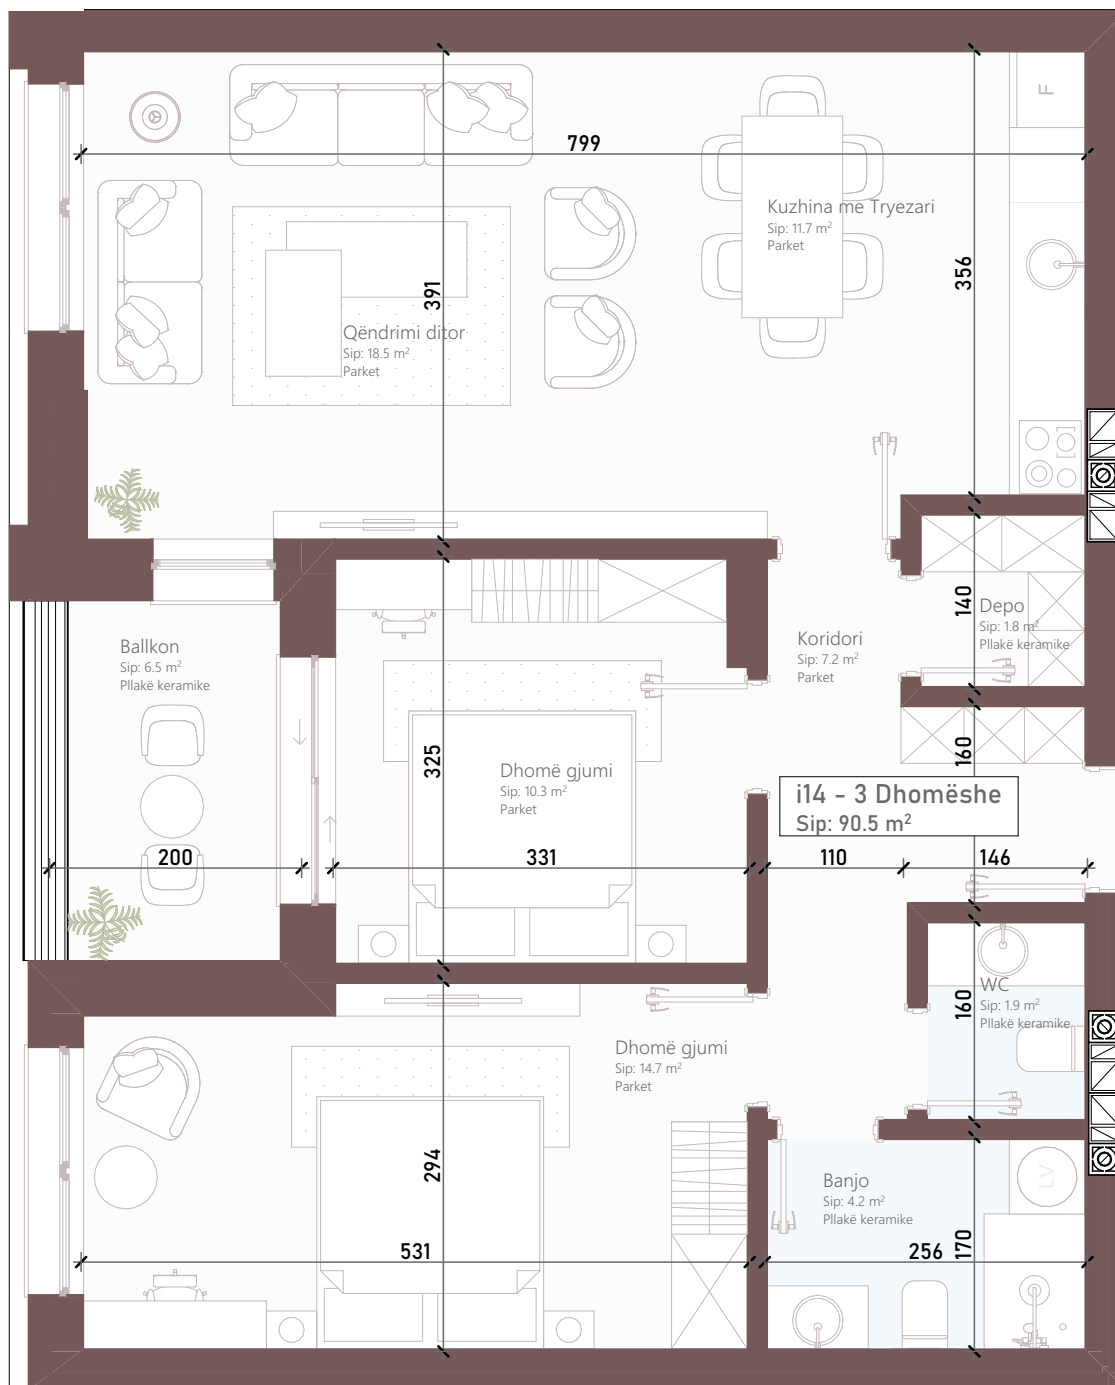 F
799
Kuzhina me Tryezari
Sip: 11.7 m²
Parket
356
391
Qëndrimi ditor
Sip: 18.5 m²
Parket
140
Depo
Sip: 1.8 m²
Pllakë keramike
Koridori
Sip: 7.2 m²
Parket
Ballkon
Sip: 6.5 m²
Pllakë keramike
325
160
Dhomë gjumi
Sip: 10.3 m²
Parket
i14 - 3 Dhomëshe
Sip: 90.5 m²
200
331
110
146
WC
Sip: 1.9 m²
Pllakë keramike
160
Dhomë gjumi
Sip: 14.7 m²
Parket
294
Banjo
Sip: 4.2 m²
Pllakë keramike
LV
531
256
170